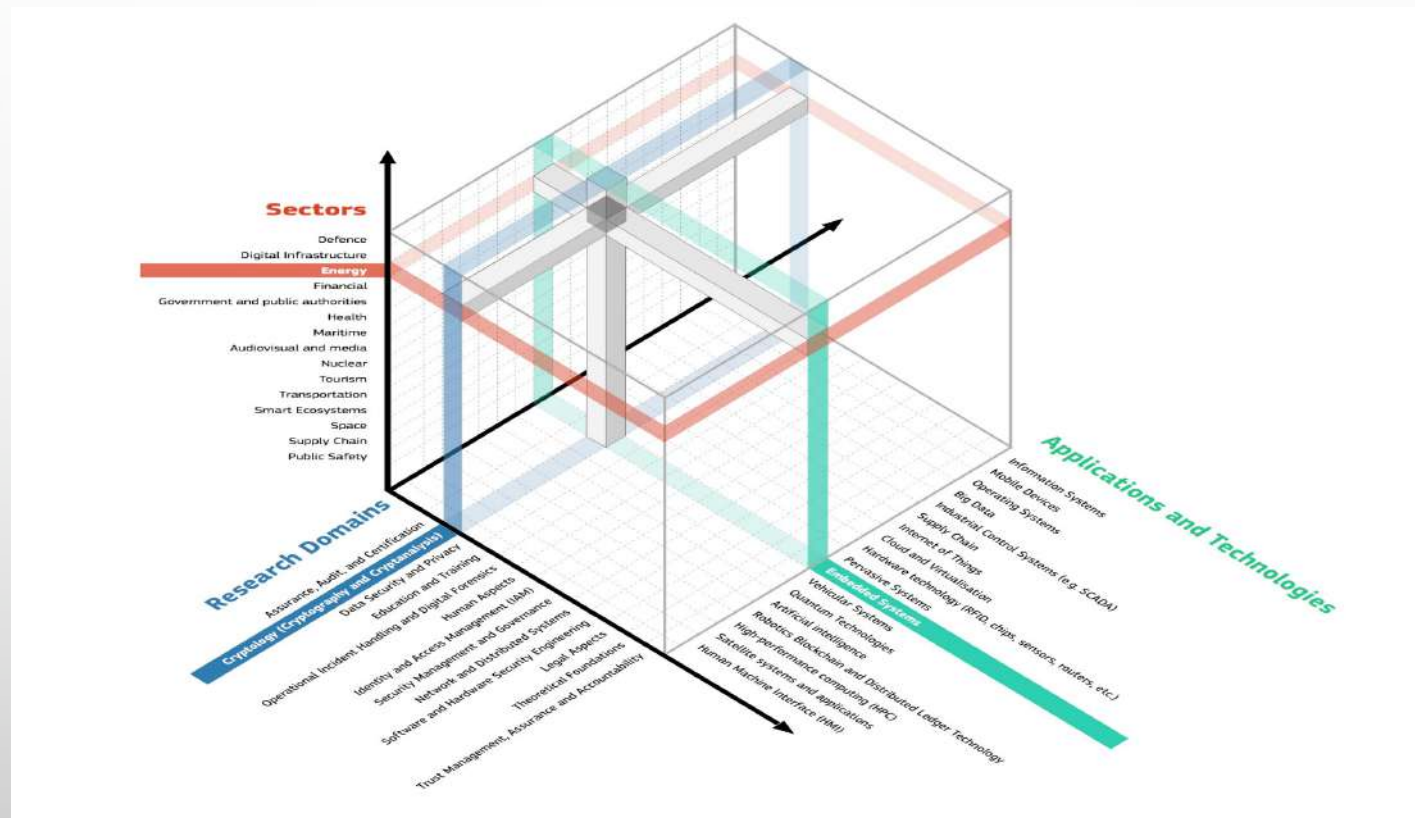 Sectors
Defence
Digital Infrastructure
Energy
Financial
Government and public authorities
Health
Maritime
Audiovisual and media
Nuclear
Tourism
Transportation
Smart Ecosystems
Space
Supply Chain
Public Safety
Research Domains
Assurance, Audit, and Certification
Cryptology (Cryptography and Cryptanalysis)
Data Security and Privacy
Education and Training
Operational Incident Handling and Digital Forensics
Human Aspects
Identity and Access Management (IAM)
Security Management and Governance
Network and Distributed Systems
Software and Hardware Security Engineering
Legal Aspects
Theoretical Foundations
Trust Management, Assurance and Accountability
Applications and Technologies
Information Systems
Mobile Devices
Operating Systems
Big Data
Industrial Control Systems (e.g. SCADA)
Supply Chain
Internet of Things
Cloud and Virtualisation
Hardware technology (RFID, chips, sensors, routers, etc.)
Pervasive Systems
Embedded Systems
Vehicular Systems
Quantum Technologies
Artificial intelligence
Robotics Blockchain and Distributed Ledger Technology
High-performance computing (HPC)
Satellite systems and applications
Human Machine Interface (HMI)